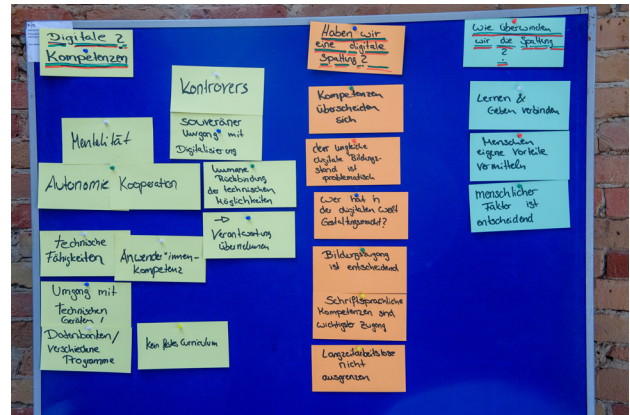 Digitale ?
Kompetenzen
Kontrovers
souveräner
Umgang mit
Digitalisierung
Mentalität
Autonomie
Kooperation
Humane
Rückbindung
der technischen
Möglichkeiten
→
Verantwortung
übernehmen
technische
Fähigkeiten
Anwender*innen-
Kompetenz
Umgang mit
technischen
Geräten /
Datenbanken/
verschiedene
Programme
Kein festes Curriculum
Haben wir
eine digitale
Spaltung ?
Kompetenzen
überscheiden
sich
der ungleiche
digitale Bildungs-
stand ist
problematisch
Wer hat in
der digitalen Welt
Gestaltungsmacht?
Bildungszugang
ist entscheidend
Schriftsprachliche
Kompetenzen sind
wichtigster Zugang
Langzeitarbeitslose
nicht
ausgrenzen
Wie überwinden
wir die Spaltung
?
Lernen &
Geben verbinden
Menschen
eigene Vorteile
vermitteln
menschlicher
Faktor ist
entscheidend